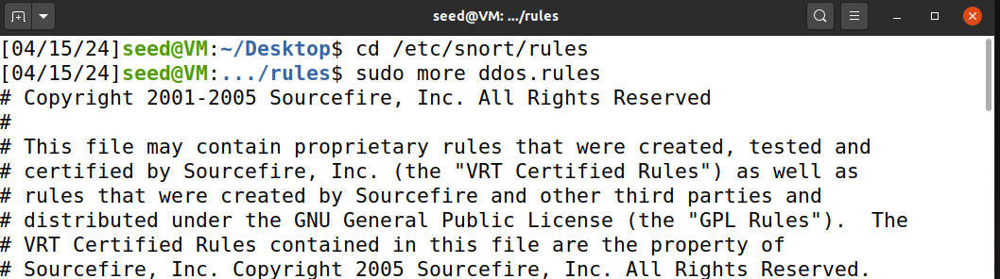 seed@VM: .../rules
[04/15/24]seed@VM:~/Desktop$ cd /etc/snort/rules
[04/15/24]seed@VM:.../rules$ sudo more ddos.rules
# Copyright 2001-2005 Sourcefire, Inc. All Rights Reserved
#
# This file may contain proprietary rules that were created, tested and
# certified by Sourcefire, Inc. (the "VRT Certified Rules") as well as
# rules that were created by Sourcefire and other third parties and
# distributed under the GNU General Public License (the "GPL Rules").  The
# VRT Certified Rules contained in this file are the property of
# Sourcefire, Inc. Copyright 2005 Sourcefire, Inc. All Rights Reserved.